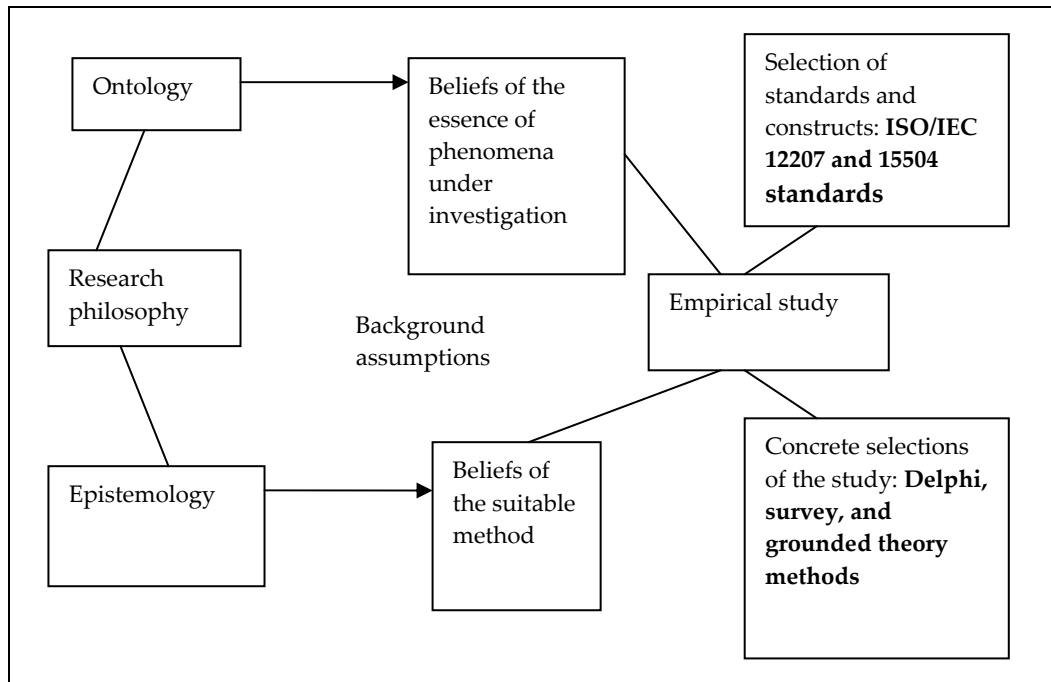 Ontology
Beliefs of the
essence of
phenomena
under
investigation
Selection of
standards and
constructs: ISO/IEC
12207 and 15504
standards
Research
philosophy
Background
assumptions
Empirical study
Epistemology
Beliefs of
the suitable
method
Concrete selections
of the study: Delphi,
survey, and
grounded theory
methods